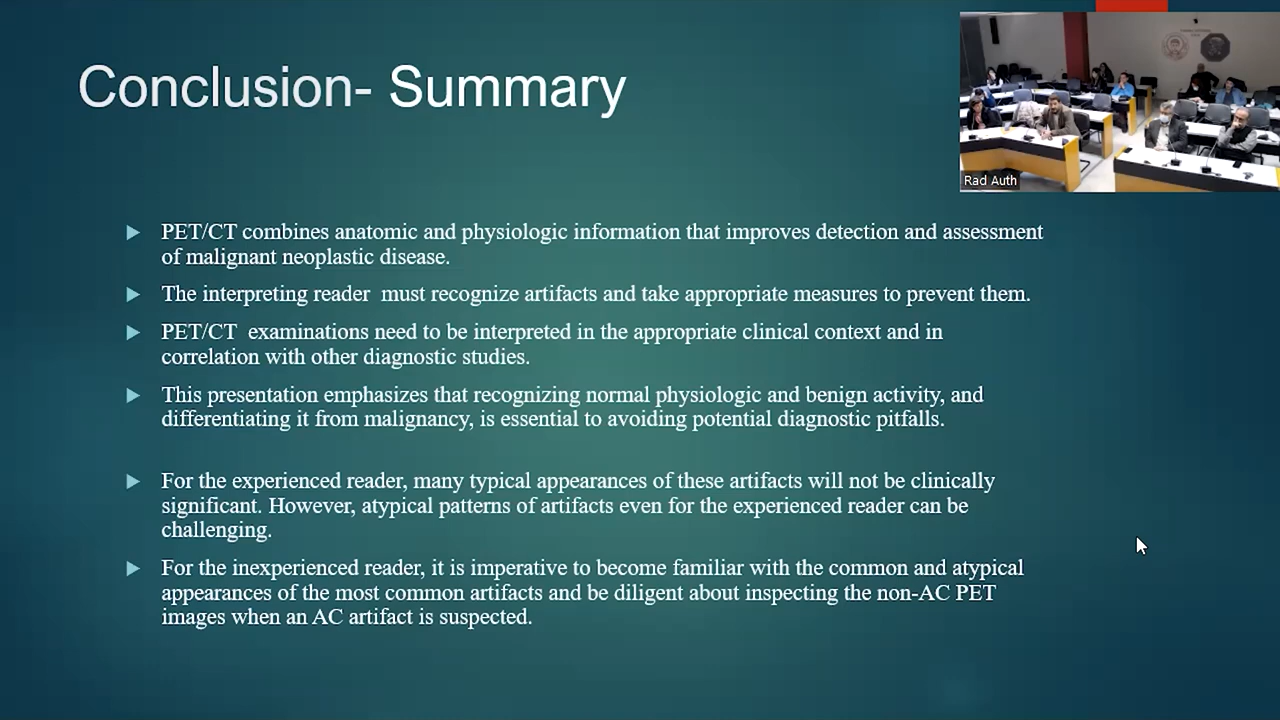 Conclusion- Summary
Rad Auth
PET/CT combines anatomic and physiologic information that improves detection and assessment
of malignant neoplastic disease.
The interpreting reader  must recognize artifacts and take appropriate measures to prevent them.
PET/CT  examinations need to be interpreted in the appropriate clinical context and in
correlation with other diagnostic studies.
This presentation emphasizes that recognizing normal physiologic and benign activity, and
differentiating it from malignancy, is essential to avoiding potential diagnostic pitfalls.
For the experienced reader, many typical appearances of these artifacts will not be clinically
significant. However, atypical patterns of artifacts even for the experienced reader can be
challenging.
For the inexperienced reader, it is imperative to become familiar with the common and atypical
appearances of the most common artifacts and be diligent about inspecting the non-AC PET
images when an AC artifact is suspected.